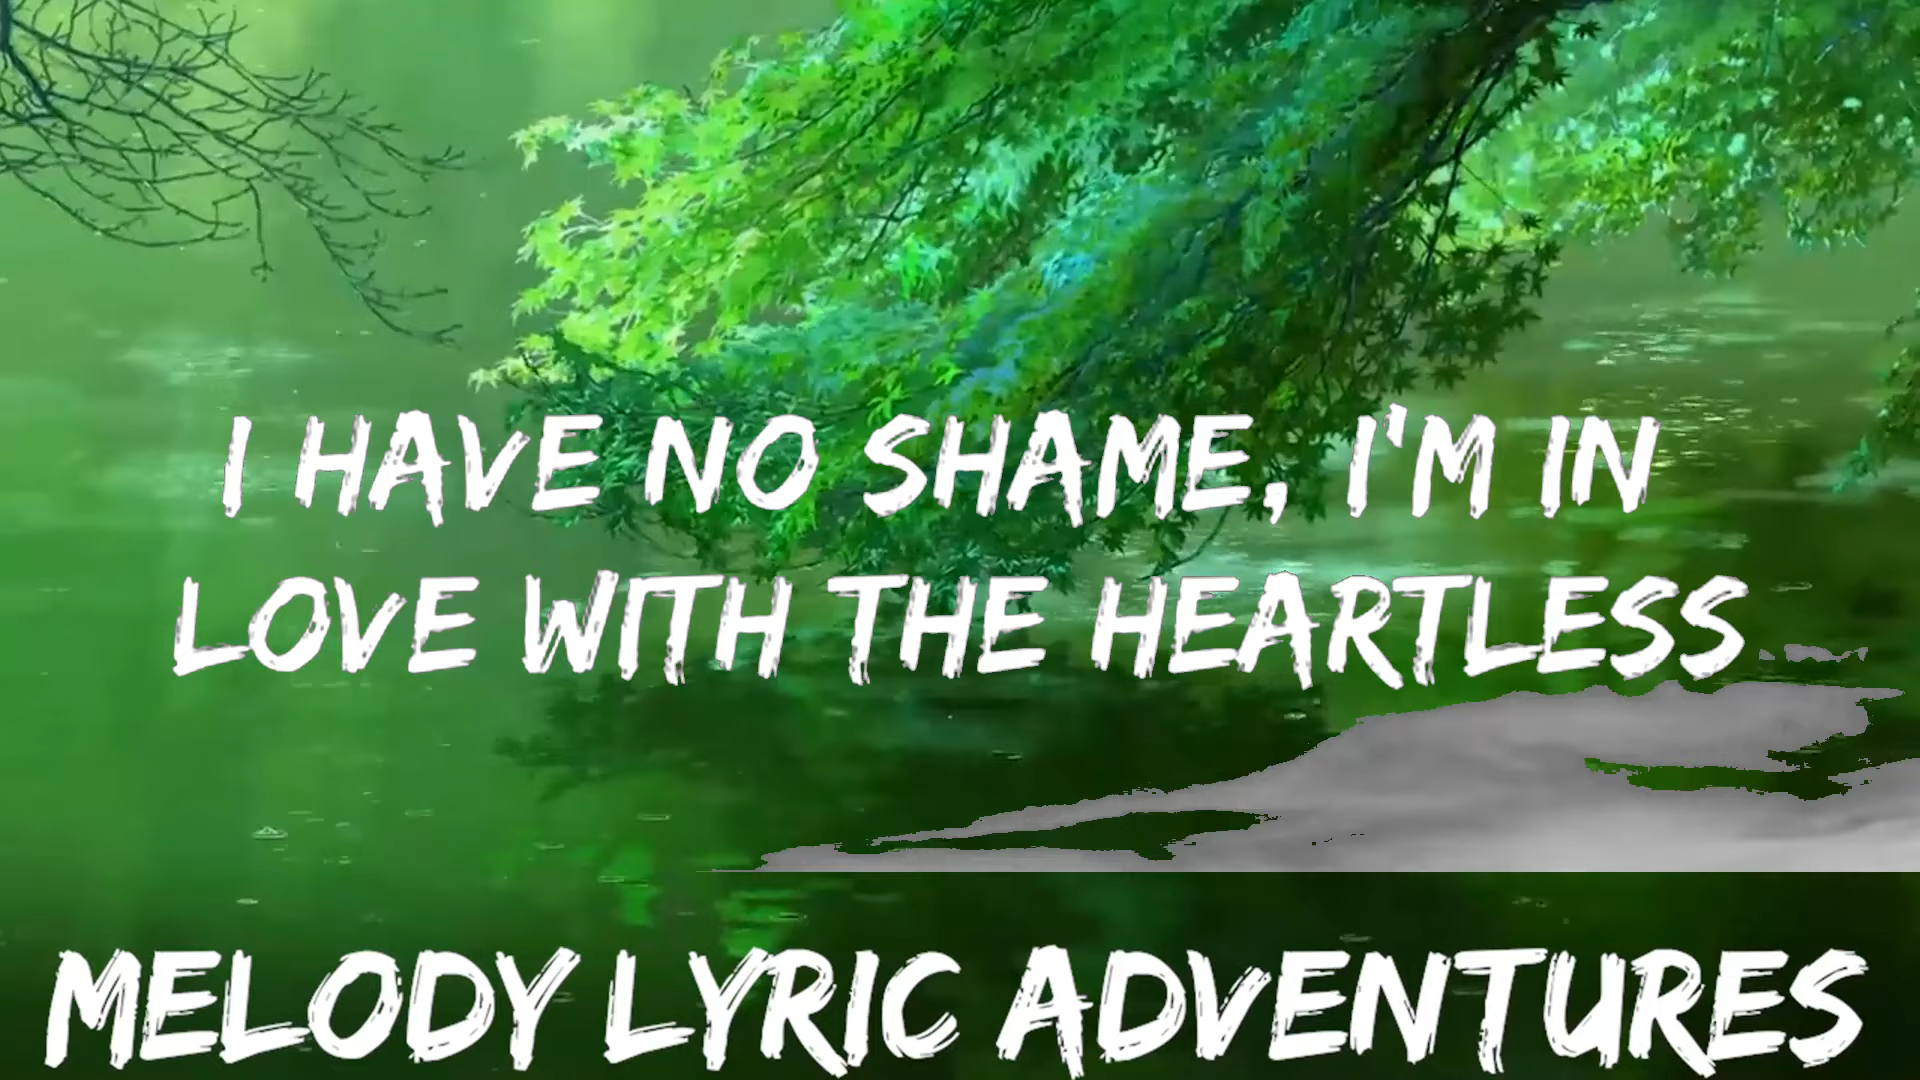 I HAVE NO SHAME, I'M IN
LOVE WITH THE HEARTLESS
MELODY LYRIC ADVENTURES